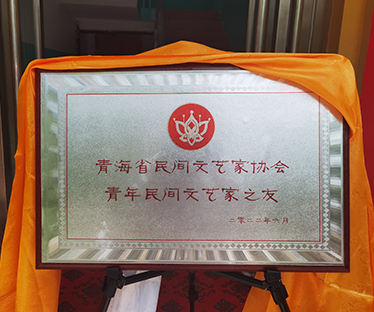 青海省民间文艺家协会
青年民间文艺家之友
二零二二年六月